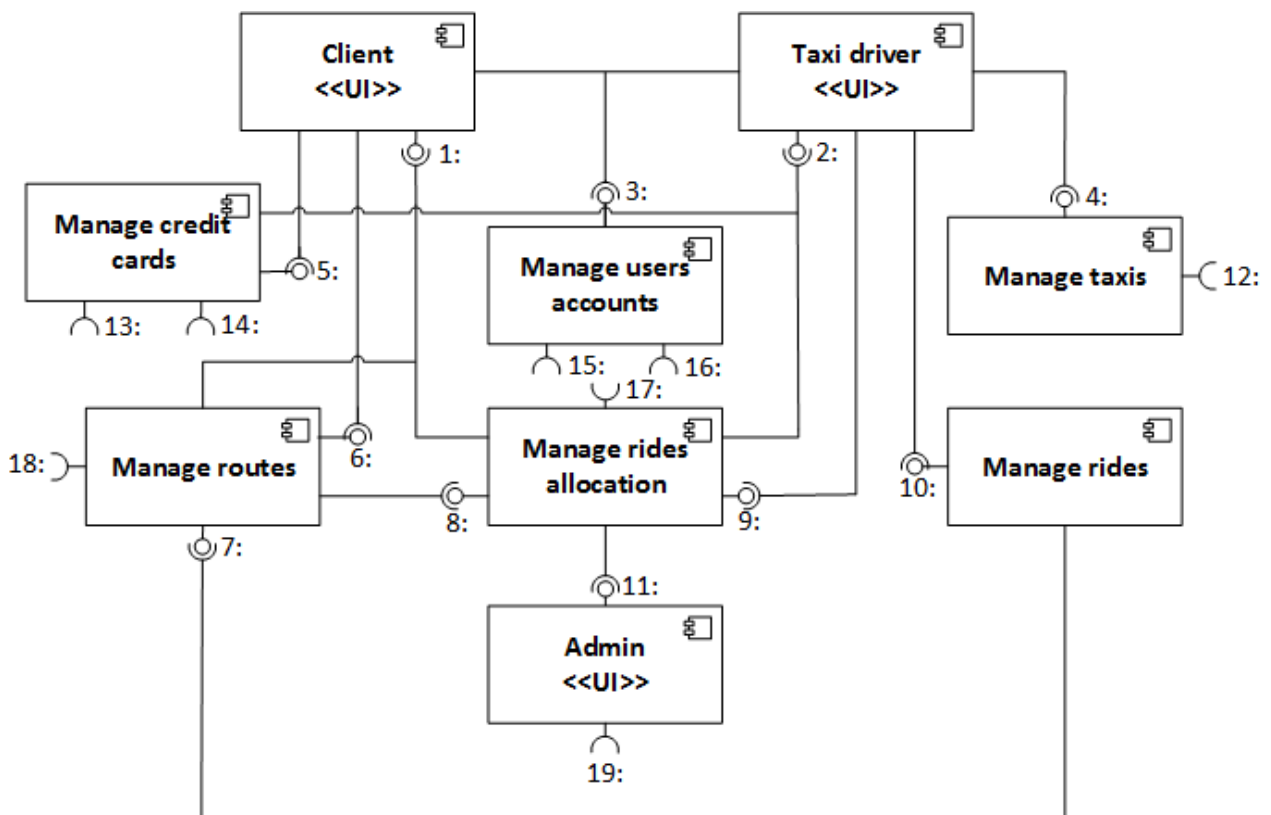 Client
<<UI>>
Taxi driver
<<UI>>
1:
2:
3:
4:
Manage credit
cards
5:
Manage users
accounts
Manage taxis
12:
13:
14:
15:
16:
17:
18:
Manage routes
6:
Manage rides
allocation
Manage rides
10:
8:
9:
7:
11:
Admin
<<UI>>
19: